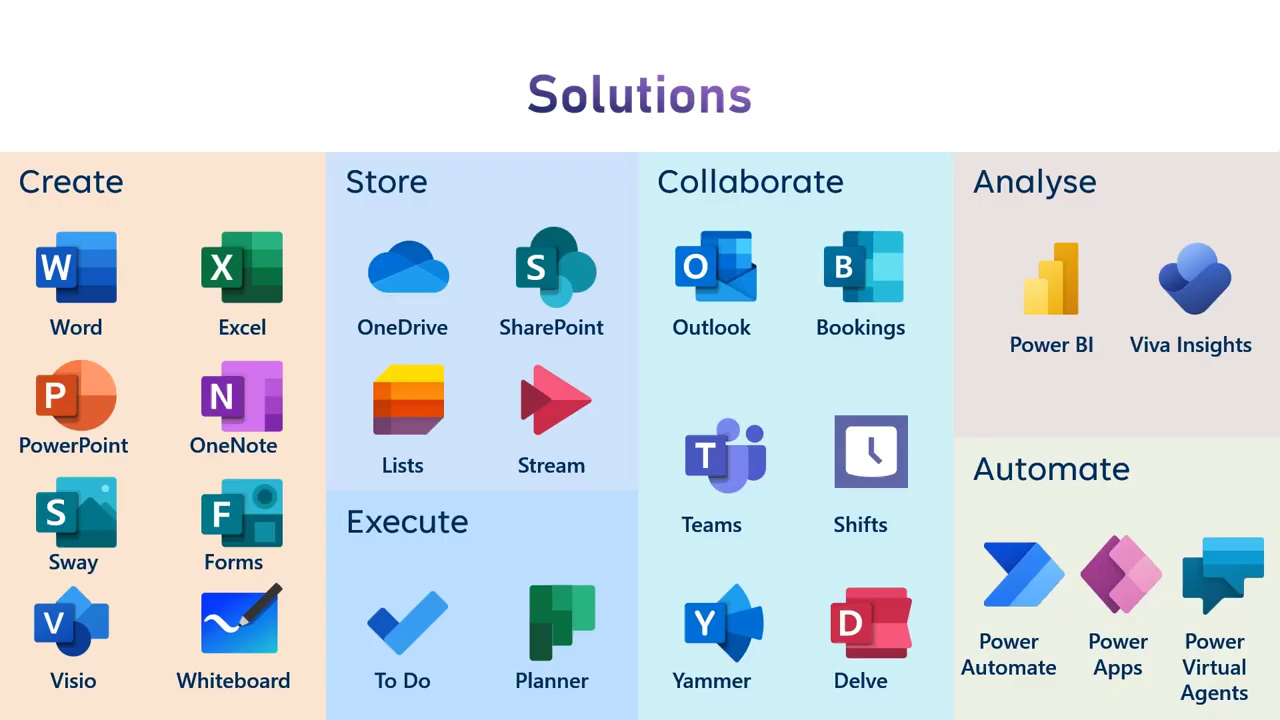 Solutions
Create
W
X
Word
Excel
P
N
PowerPoint
OneNote
S
F
Sway
Forms
V
Visio
Whiteboard
Store
S
OneDrive
SharePoint
Lists
Stream
Execute
To Do
Planner
Collaborate
O
B
Outlook
Bookings
T
Teams
Shifts
Y
D
Yammer
Delve
Analyse
Power BI
Viva Insights
Automate
Power
Automate
Power
Apps
Power
Virtual
Agents